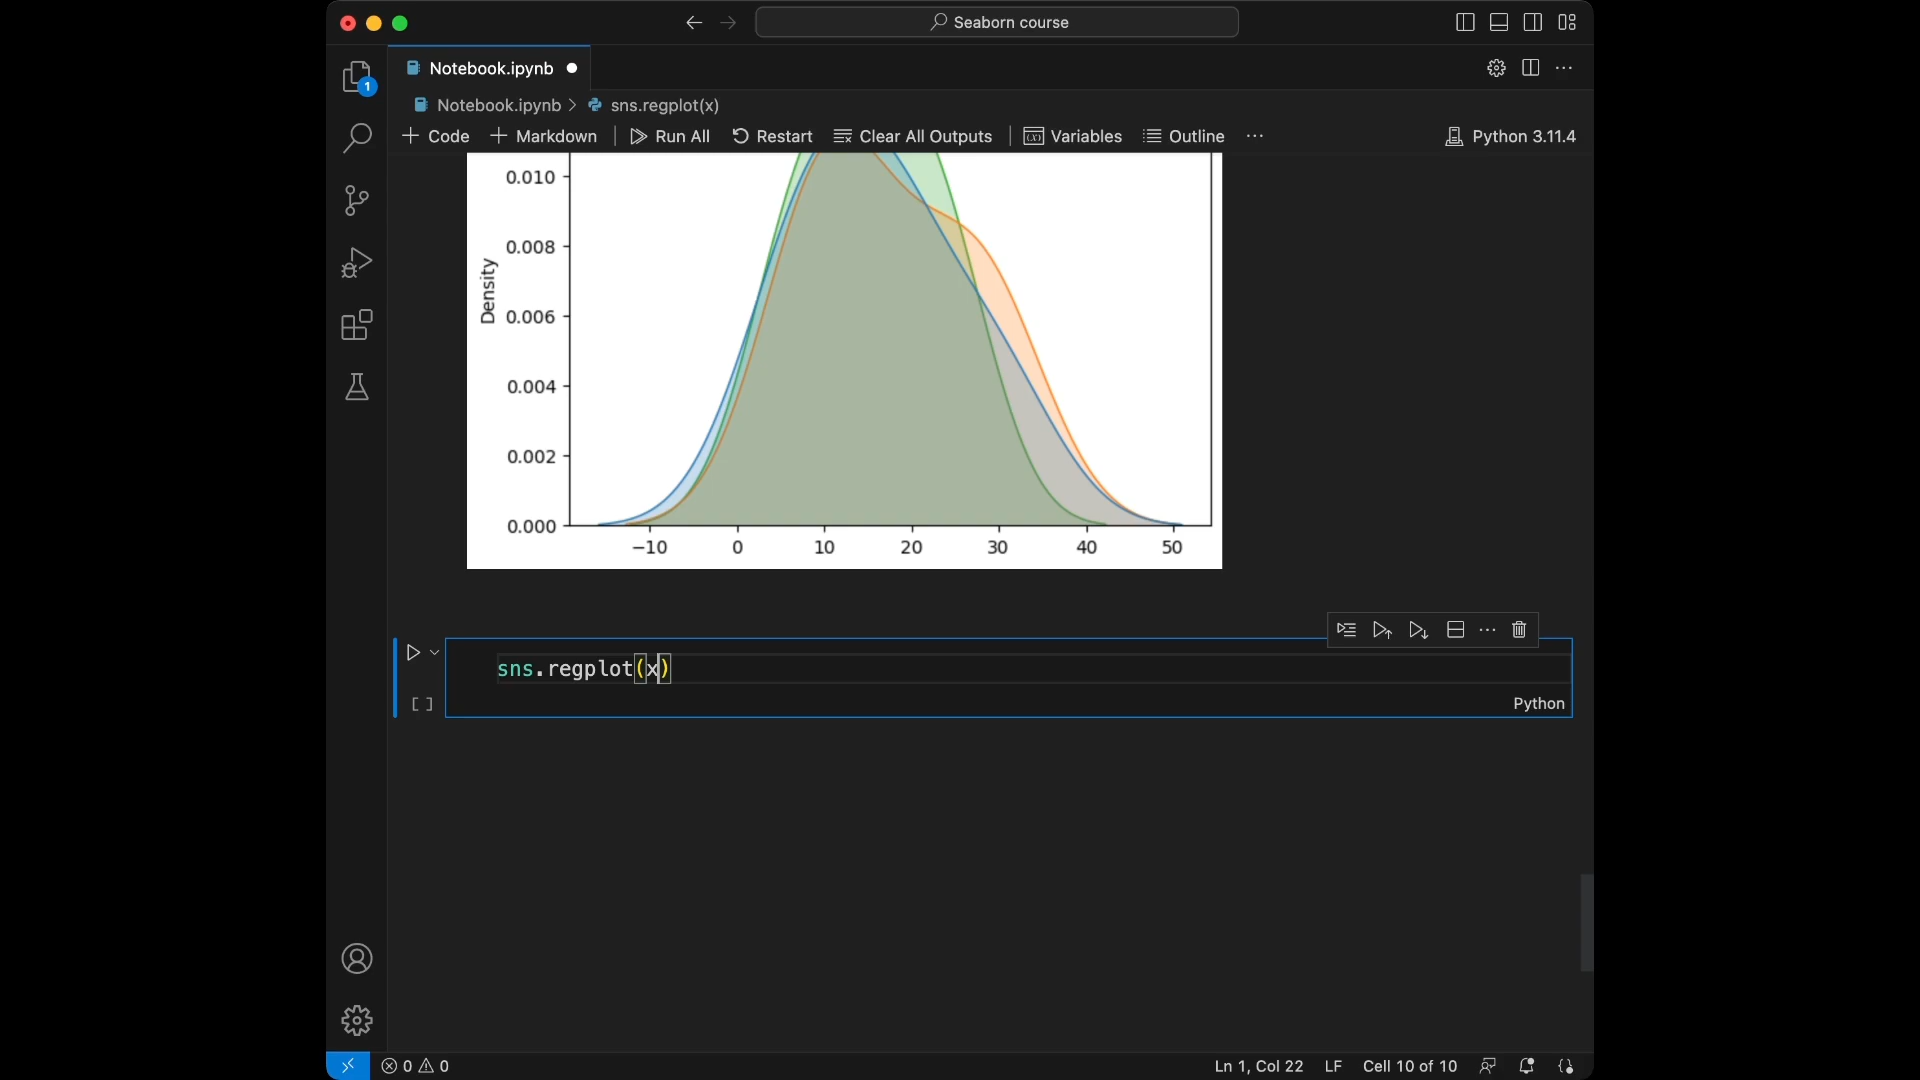 Seaborn course
Notebook.ipynb
1
Notebook.ipynb > sns.regplot(x)
+ Code + Markdown | Run All Restart Clear All Outputs | Variables Outline ··· Python 3.11.4
0.010
0.008
0.006
0.004
0.002
0.000
Density
−10 0 10 20 30 40 50
sns.regplot(x)
[ ]
Python
0 0 Ln 1, Col 22 LF Cell 10 of 10